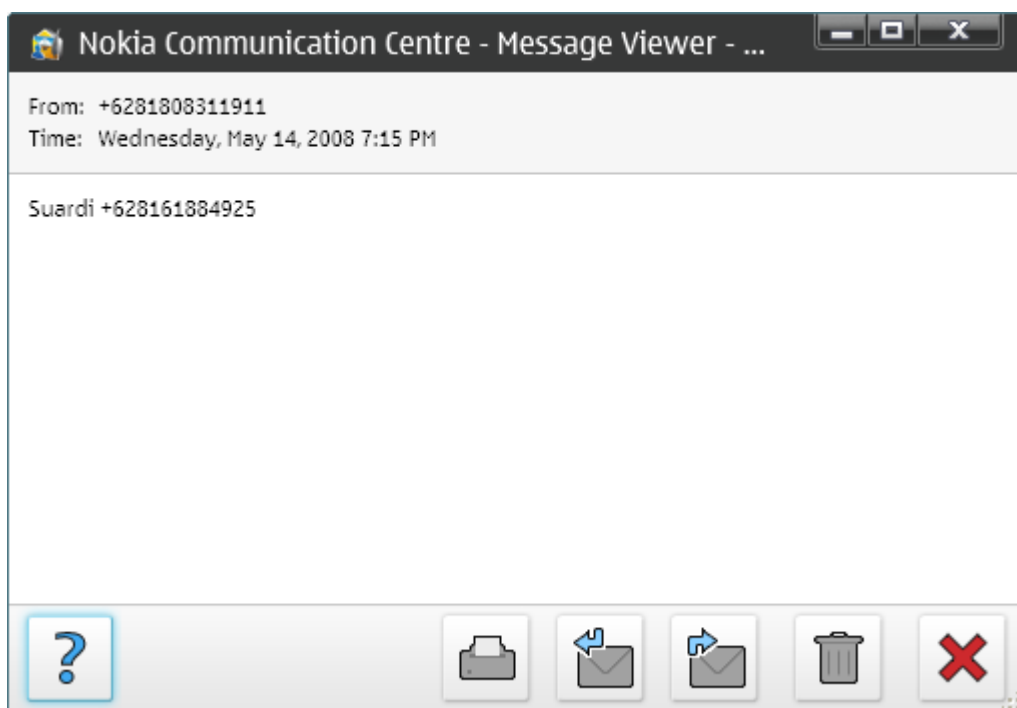 Nokia Communication Centre - Message Viewer - ...
From: +6281808311911
Time: Wednesday, May 14, 2008 7:15 PM
Suardi +628161884925